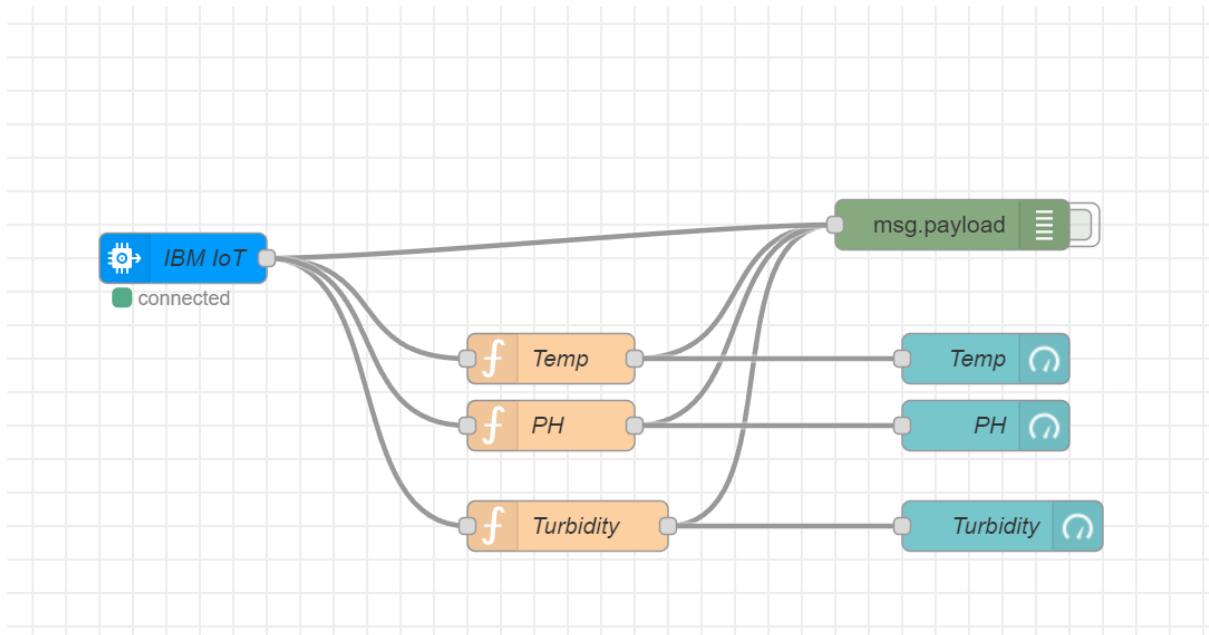 msg.payload
IBM IoT
connected
Temp
Temp
PH
PH
Turbidity
Turbidity